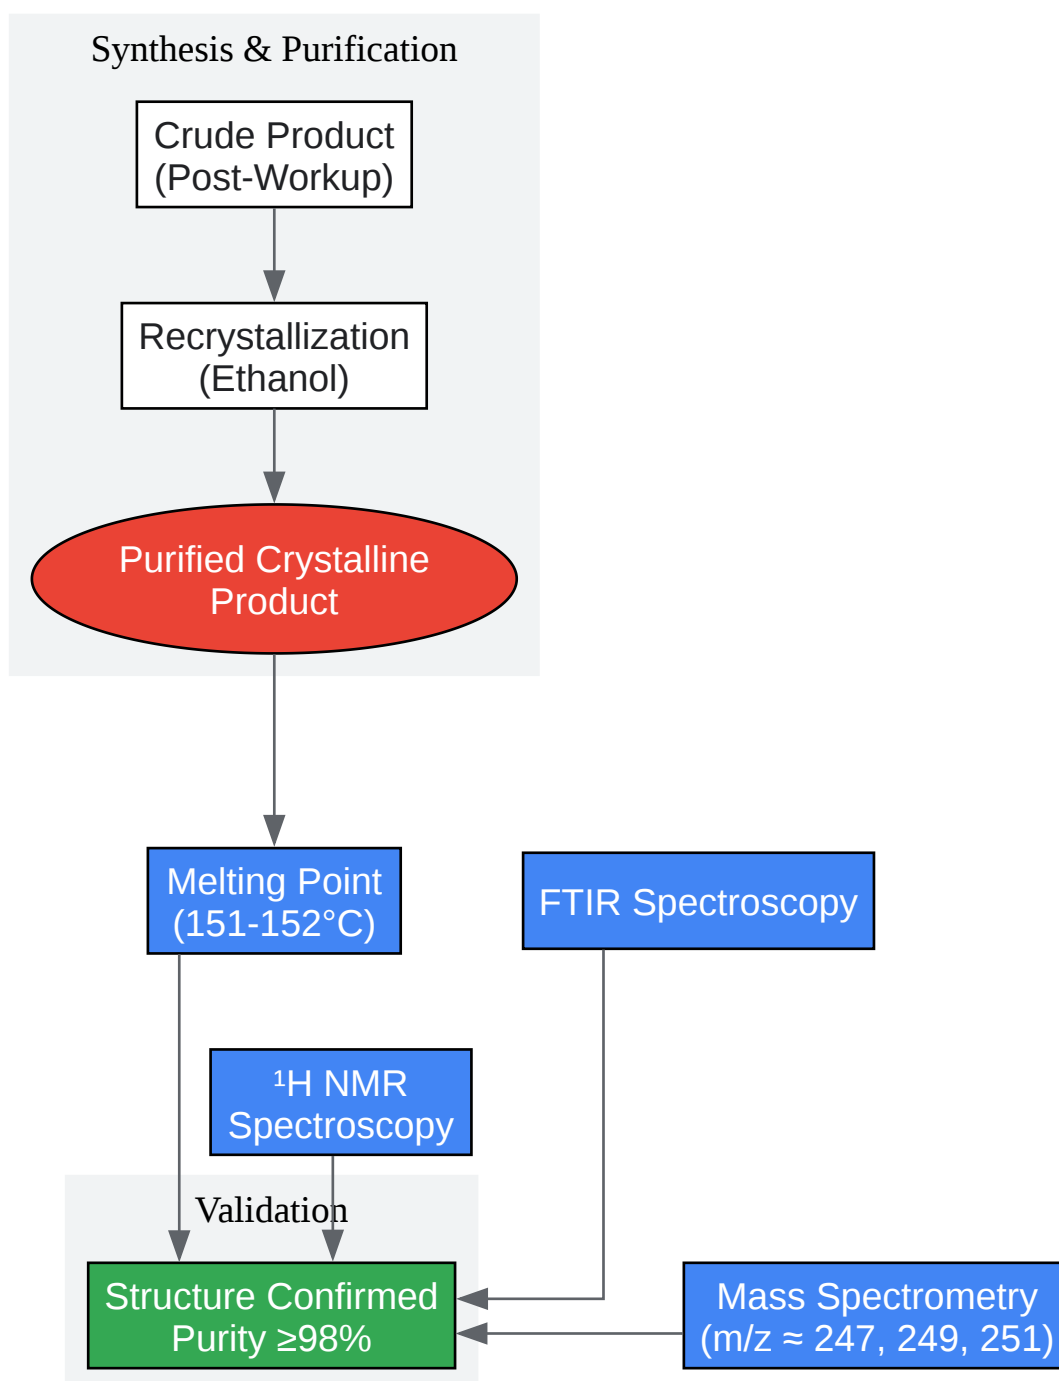 Synthesis & Purification
Crude Product
(Post-Workup)
Recrystallization
(Ethanol)
Purified Crystalline
Product
Melting Point
(151-152°C)
FTIR Spectroscopy
¹H NMR
Spectroscopy
Validation
Structure Confirmed
Purity ≥98%
Mass Spectrometry
(m/z ≈ 247, 249, 251)